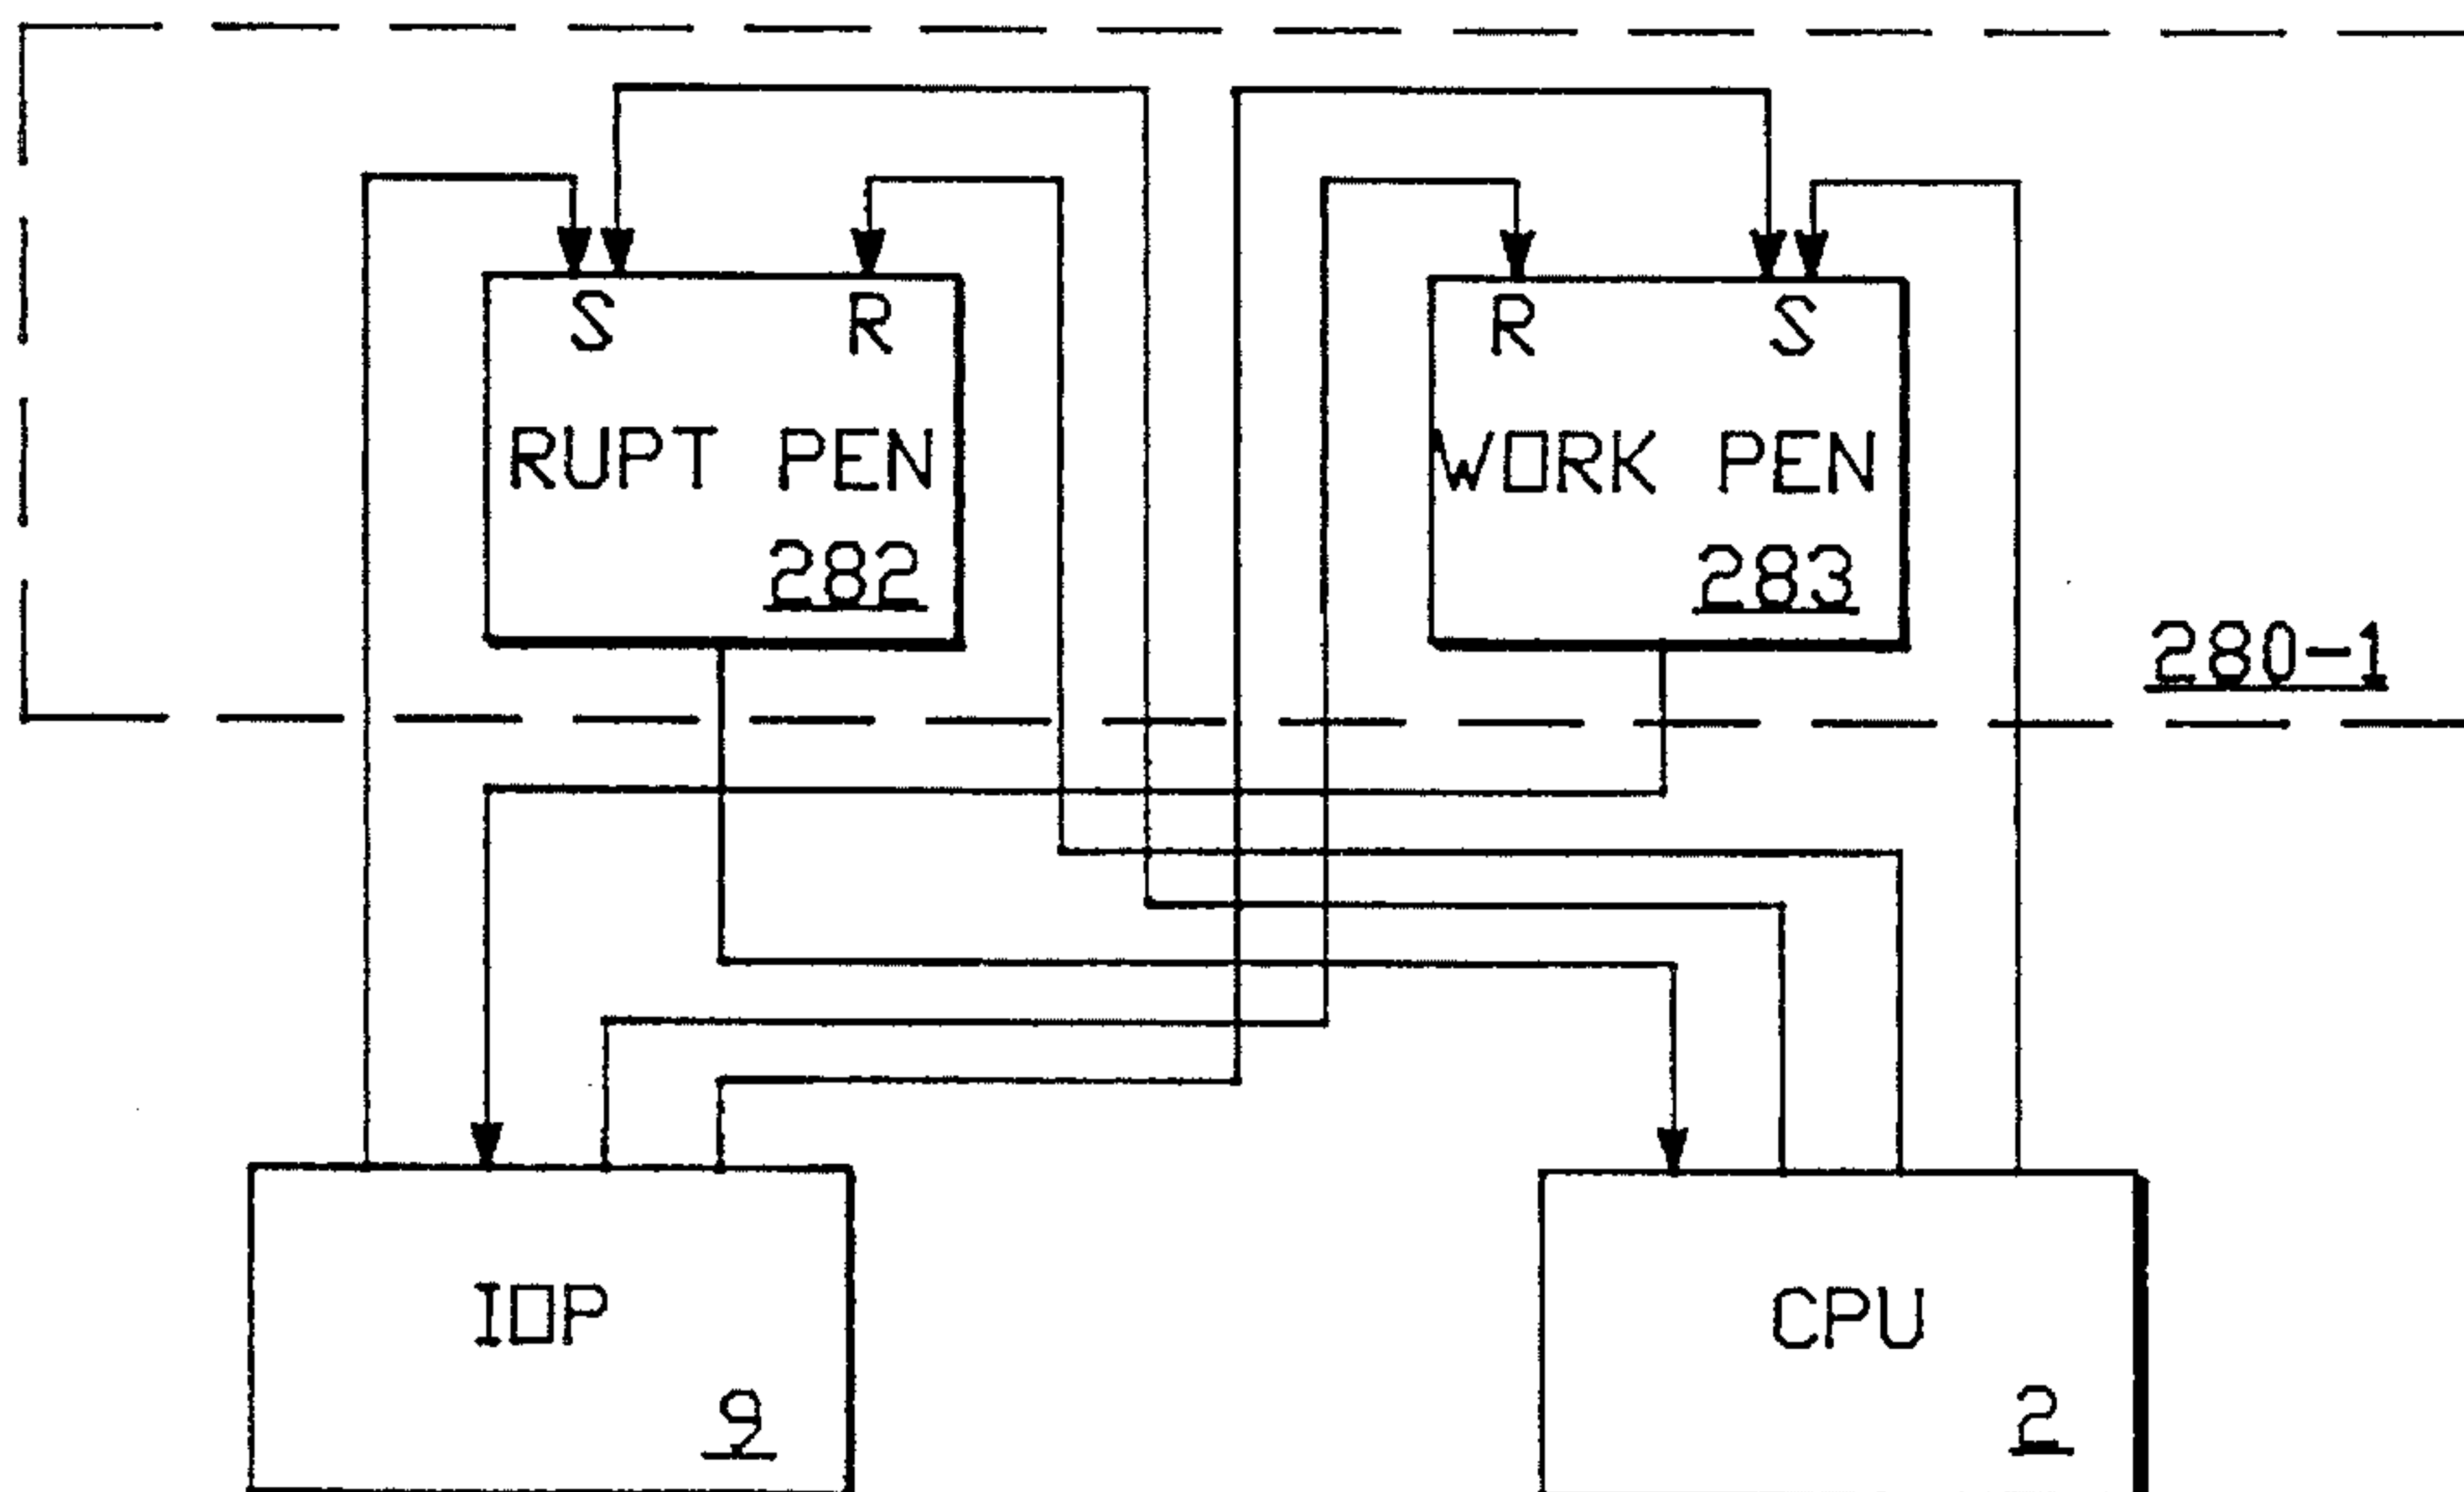 S R
RUPT PEN
282
R S
WORK PEN
283
280-1
IOP
9
CPU
2